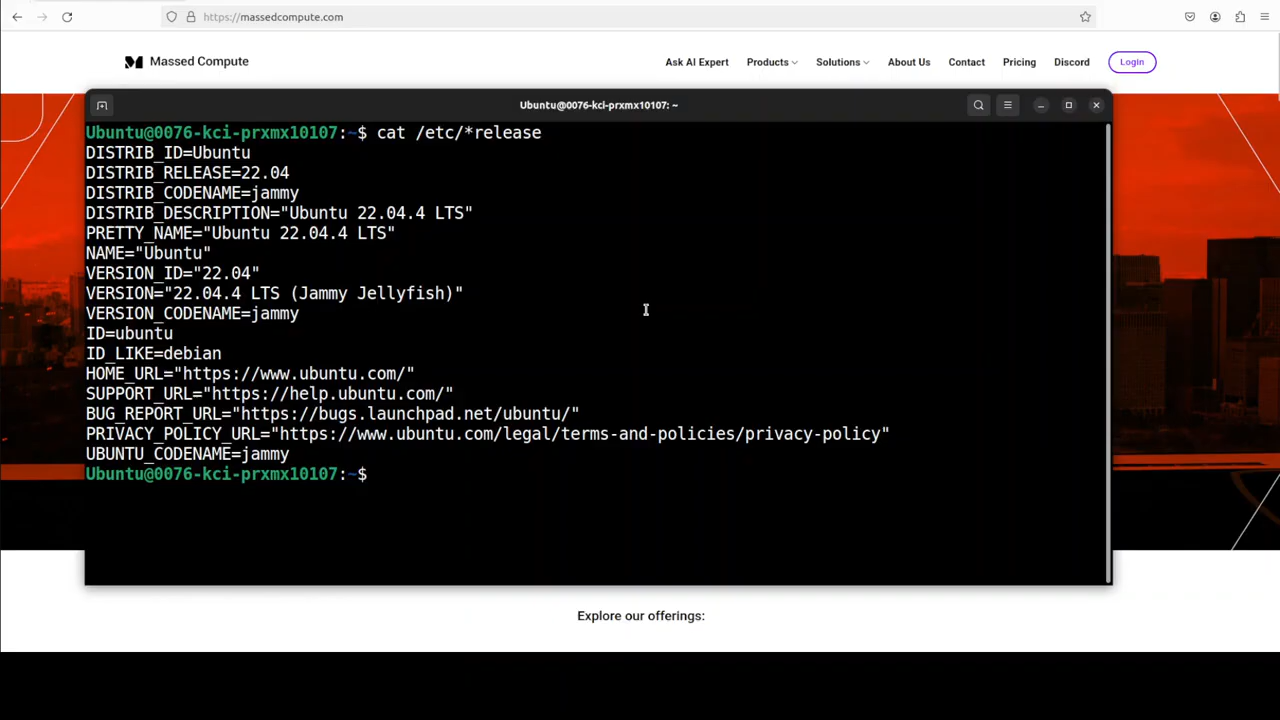 https://massedcompute.com
Massed Compute
Ask AI Expert Products Solutions About Us Contact Pricing Discord Login
Ubuntu@0076-kci-prxmx10107: ~
Ubuntu@0076-kci-prxmx10107:~$ cat /etc/*release
DISTRIB_ID=Ubuntu
DISTRIB_RELEASE=22.04
DISTRIB_CODENAME=jammy
DISTRIB_DESCRIPTION="Ubuntu 22.04.4 LTS"
PRETTY_NAME="Ubuntu 22.04.4 LTS"
NAME="Ubuntu"
VERSION_ID="22.04"
VERSION="22.04.4 LTS (Jammy Jellyfish)"
VERSION_CODENAME=jammy
ID=ubuntu
ID_LIKE=debian
HOME_URL="https://www.ubuntu.com/"
SUPPORT_URL="https://help.ubuntu.com/"
BUG_REPORT_URL="https://bugs.launchpad.net/ubuntu/"
PRIVACY_POLICY_URL="https://www.ubuntu.com/legal/terms-and-policies/privacy-policy"
UBUNTU_CODENAME=jammy
Ubuntu@0076-kci-prxmx10107:~$
Explore our offerings: